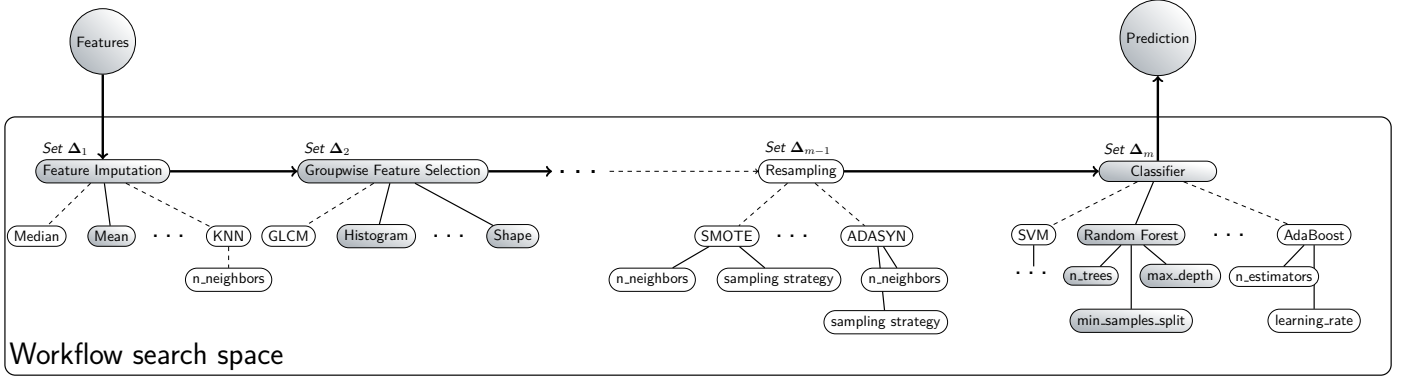 Features
Prediction
Set Δ₁
Set Δ₂
Set Δₘ₋₁
Set Δₘ
Feature Imputation
Groupwise Feature Selection
. . .
Resampling
Classifier
Median
Mean
. . .
KNN
GLCM
Histogram
. . .
Shape
SMOTE
. . .
ADASYN
SVM
Random Forest
. . .
AdaBoost
n_neighbors
n_neighbors
sampling strategy
n_neighbors
. . .
n_trees
max_depth
n_estimators
sampling strategy
min_samples_split
learning_rate
Workflow search space